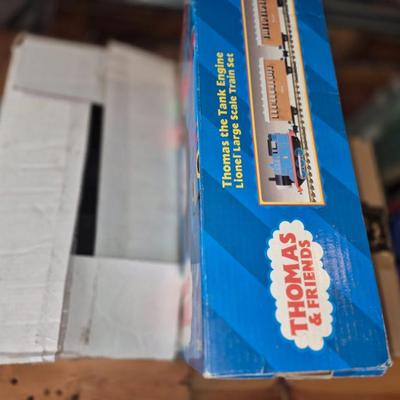 Thomas the Tank Engine
Lionel Large Scale Train Set
THOMAS
& FRIENDS